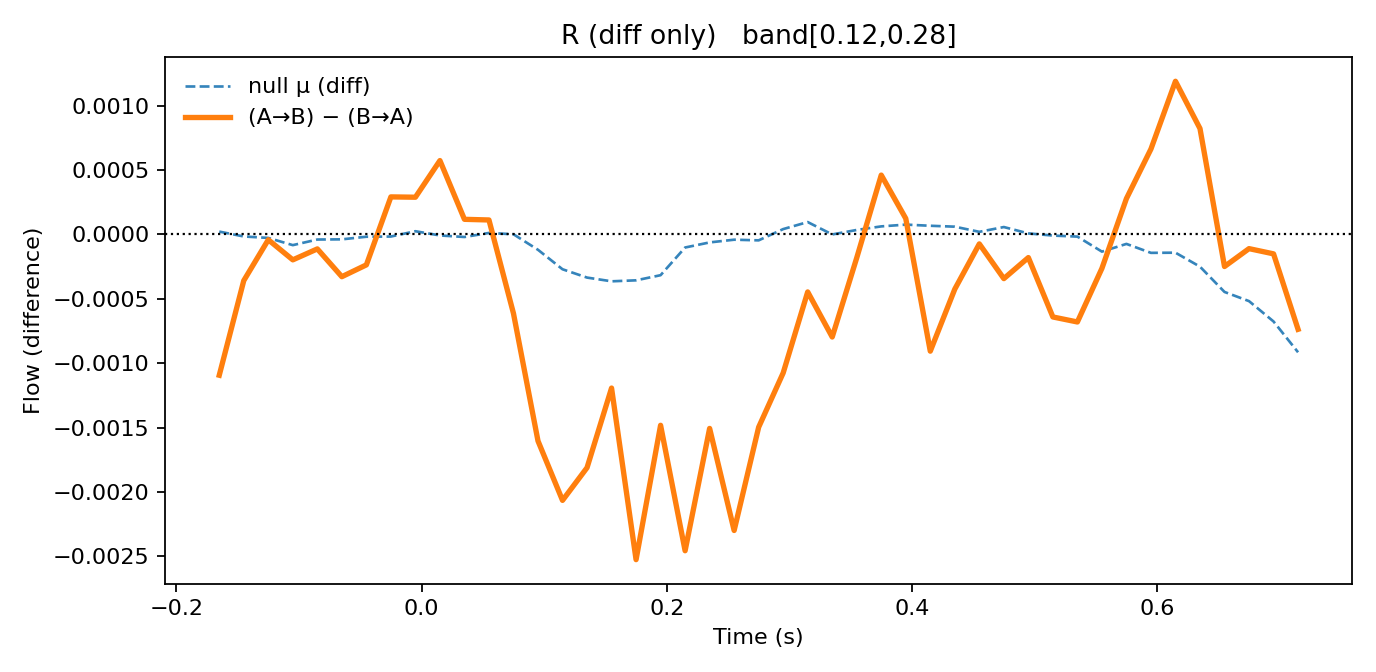 R (diff only)   band[0.12,0.28]
null μ (diff)
(A→B) − (B→A)
0.0010
0.0005
0.0000
−0.0005
−0.0010
−0.0015
−0.0020
−0.0025
Flow (difference)
−0.2
0.0
0.2
0.4
0.6
Time (s)